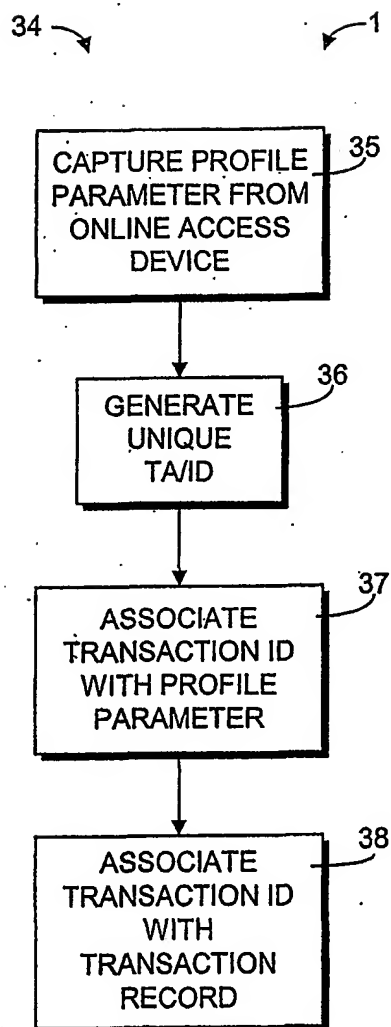 34 1
35
CAPTURE PROFILE
PARAMETER FROM
ONLINE ACCESS
DEVICE
36
GENERATE
UNIQUE
TA/ID
37
ASSOCIATE
TRANSACTION ID
WITH PROFILE
PARAMETER
38
ASSOCIATE
TRANSACTION ID
WITH
TRANSACTION
RECORD